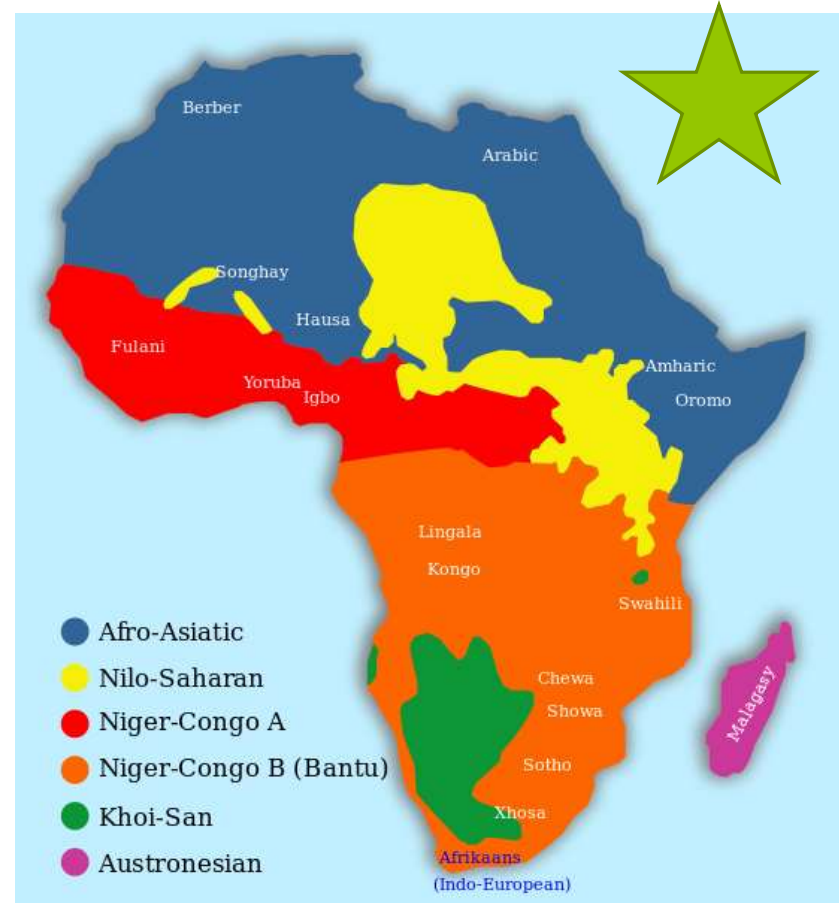 Berber
Arabic
Songhay
Hausa
Fulani
Amharic
Yoruba
Igbo
Oromo
Lingala
Kongo
Swahili
Afro-Asiatic
Nilo-Saharan
Chewa
Malagasy
Niger-Congo A
Showa
Niger-Congo B (Bantu)
Sotho
Khoi-San
Xhosa
Austronesian
Afrikaans
(Indo-European)